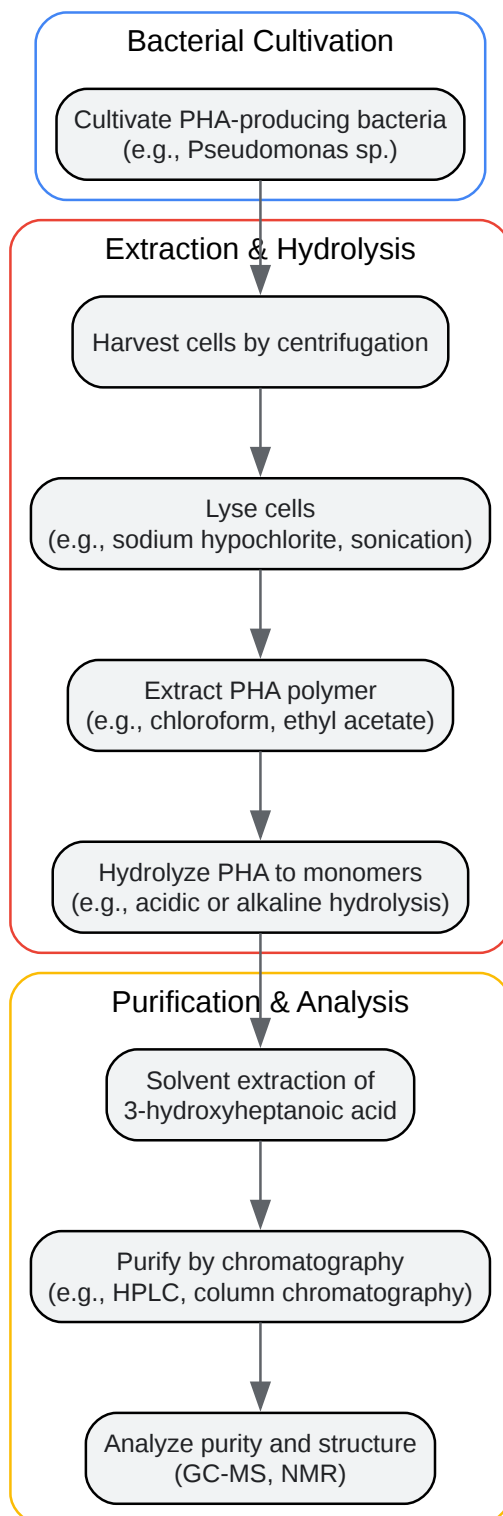 Bacterial Cultivation
Cultivate PHA-producing bacteria
(e.g., Pseudomonas sp.)
Extraction & Hydrolysis
Harvest cells by centrifugation
Lyse cells
(e.g., sodium hypochlorite, sonication)
Extract PHA polymer
(e.g., chloroform, ethyl acetate)
Hydrolyze PHA to monomers
(e.g., acidic or alkaline hydrolysis)
Purification & Analysis
Solvent extraction of
3-hydroxyheptanoic acid
Purify by chromatography
(e.g., HPLC, column chromatography)
Analyze purity and structure
(GC-MS, NMR)